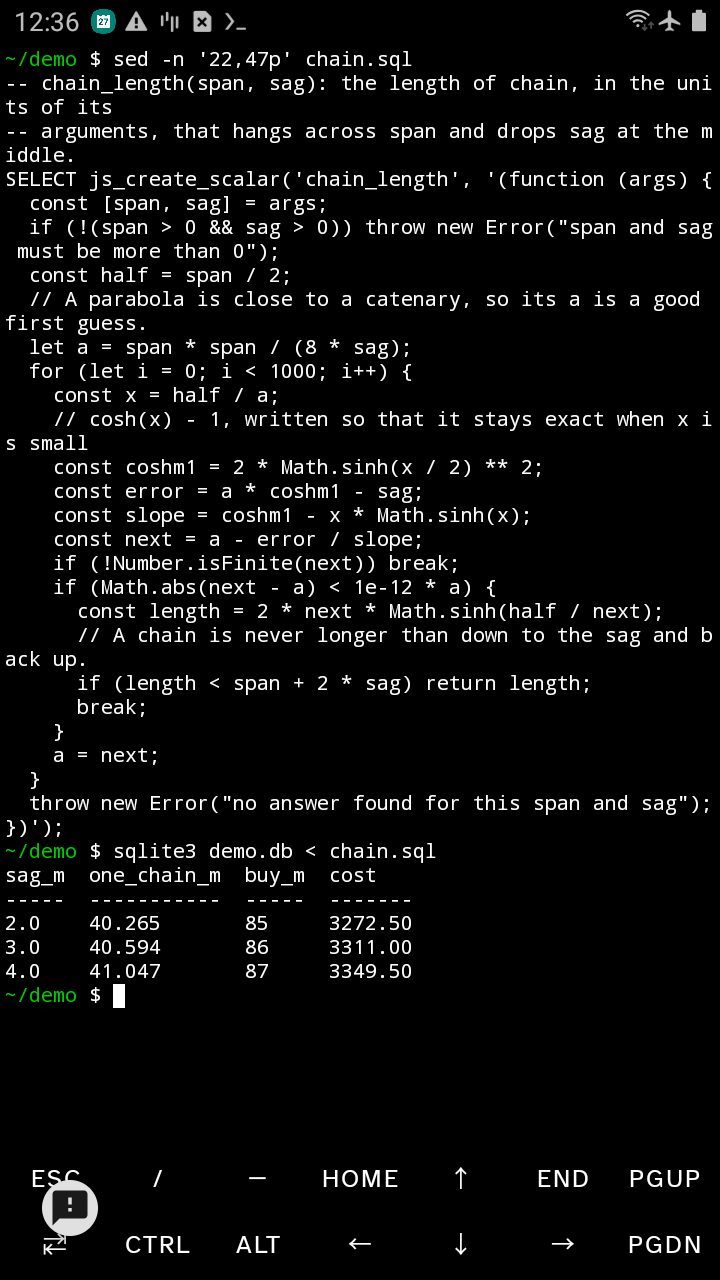 12:36
27
~/demo $ sed -n '22,47p' chain.sql
-- chain_length(span, sag): the length of chain, in the uni
ts of its
-- arguments, that hangs across span and drops sag at the m
iddle.
SELECT js_create_scalar('chain_length', '(function (args) {
  const [span, sag] = args;
  if (!(span > 0 && sag > 0)) throw new Error("span and sag
 must be more than 0");
  const half = span / 2;
  // A parabola is close to a catenary, so its a is a good
first guess.
  let a = span * span / (8 * sag);
  for (let i = 0; i < 1000; i++) {
    const x = half / a;
    // cosh(x) - 1, written so that it stays exact when x i
s small
    const coshm1 = 2 * Math.sinh(x / 2) ** 2;
    const error = a * coshm1 - sag;
    const slope = coshm1 - x * Math.sinh(x);
    const next = a - error / slope;
    if (!Number.isFinite(next)) break;
    if (Math.abs(next - a) < 1e-12 * a) {
      const length = 2 * next * Math.sinh(half / next);
      // A chain is never longer than down to the sag and b
ack up.
      if (length < span + 2 * sag) return length;
      break;
    }
    a = next;
  }
  throw new Error("no answer found for this span and sag");
})');
~/demo $ sqlite3 demo.db < chain.sql
sag_m  one_chain_m  buy_m  cost
-----  -----------  -----  -------
2.0    40.265       85     3272.50
3.0    40.594       86     3311.00
4.0    41.047       87     3349.50
~/demo $
ESC / — HOME ↑ END PGUP
CTRL ALT ← ↓ → PGDN